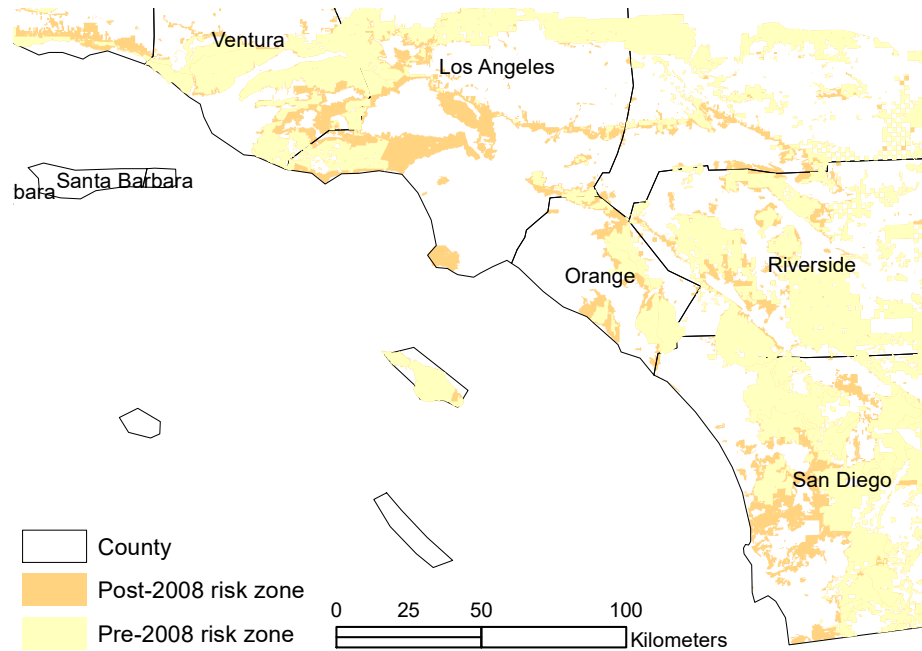 Ventura
Los Angeles
Santa Barbara
bara
Riverside
Orange
San Diego
County
Post-2008 risk zone
Pre-2008 risk zone
0 25 50 100
Kilometers